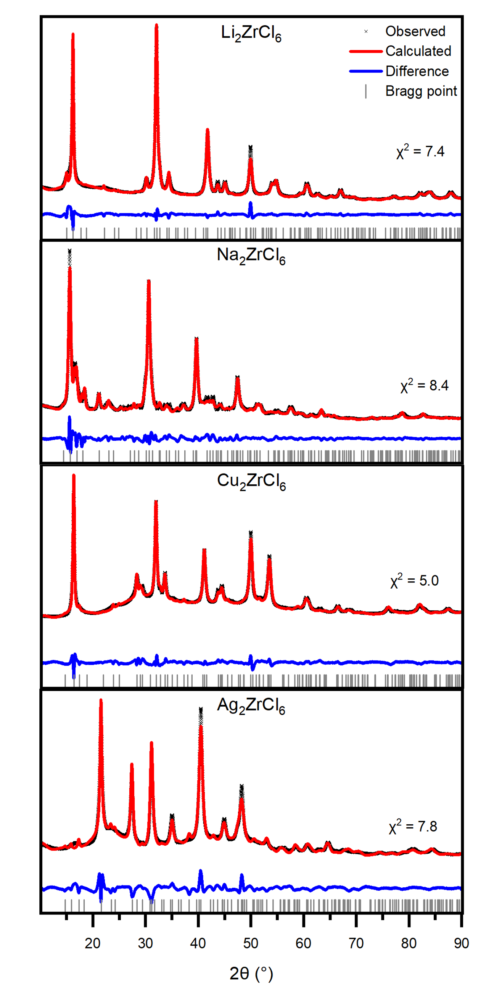 Li₂ZrCl₆
Observed
Calculated
Difference
Bragg point
χ² = 7.4
Na₂ZrCl₆
χ² = 8.4
Cu₂ZrCl₆
χ² = 5.0
Ag₂ZrCl₆
χ² = 7.8
20 30 40 50 60 70 80 90
2θ (°)